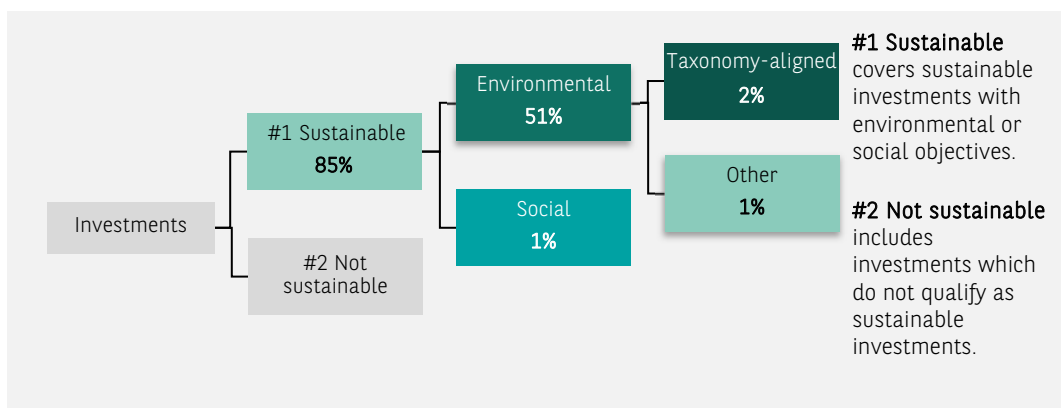 Investments
#1 Sustainable
85%
#2 Not
sustainable
Environmental
51%
Social
1%
Taxonomy-aligned
2%
Other
1%
#1 Sustainable
covers sustainable
investments with
environmental or
social objectives.
#2 Not sustainable
includes
investments which
do not qualify as
sustainable
investments.